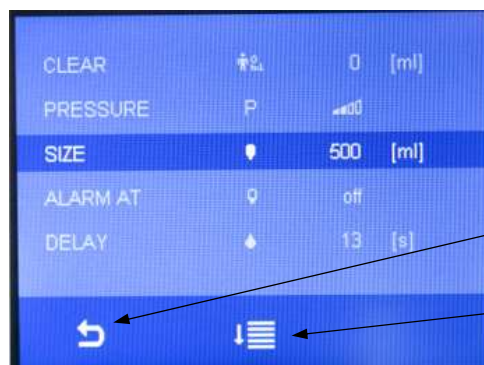 CLEAR 0 [ml]
PRESSURE P
SIZE 500 [ml]
ALARM AT off
DELAY 13 [s]